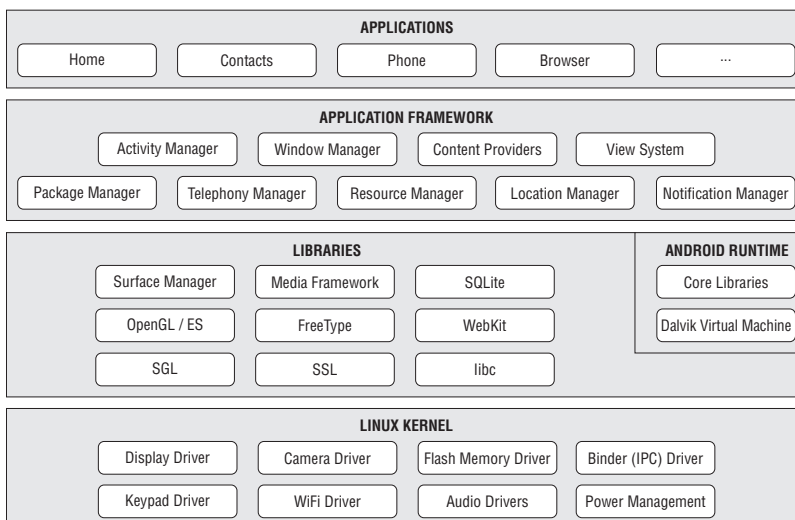 APPLICATIONS
Home Contacts Phone Browser ...
APPLICATION FRAMEWORK
Activity Manager Window Manager Content Providers View System
Package Manager Telephony Manager Resource Manager Location Manager Notification Manager
LIBRARIES ANDROID RUNTIME
Surface Manager Media Framework SQLite Core Libraries
OpenGL / ES FreeType WebKit Dalvik Virtual Machine
SGL SSL libc
LINUX KERNEL
Display Driver Camera Driver Flash Memory Driver Binder (IPC) Driver
Keypad Driver WiFi Driver Audio Drivers Power Management